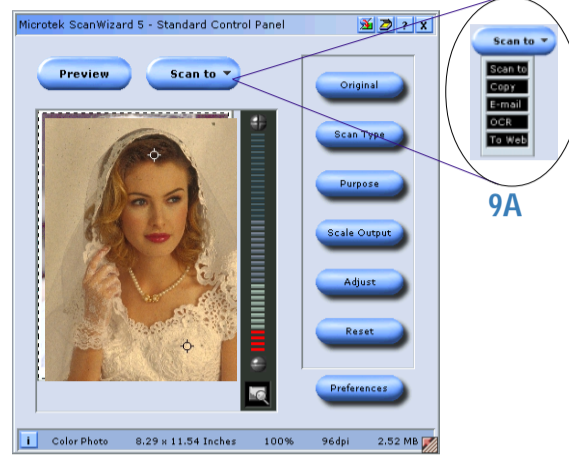 Microtek ScanWizard 5 - Standard Control Panel
? X
Preview
Scan to
Original
Scan Type
Purpose
Scale Output
Adjust
Reset
Preferences
i Color Photo 8.29 x 11.54 Inches 100% 96dpi 2.52 MB
Scan to
Scan to
Copy
E-mail
OCR
To Web
9A